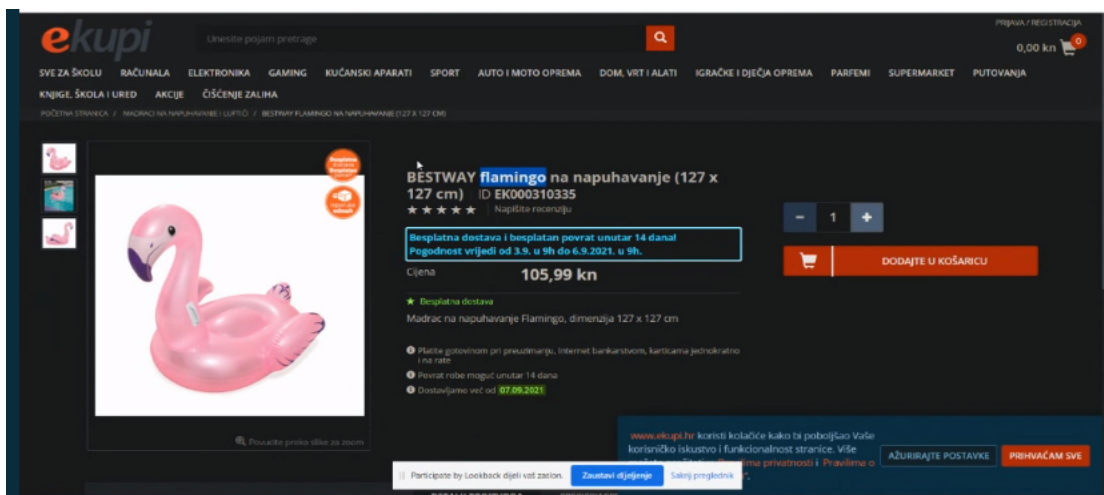 ekupi
Unesite pojam pretrage
PRIJAVA / REGISTRACIJA
0,00 kn
0
SVE ZA ŠKOLU RAČUNALA ELEKTRONIKA GAMING KUĆANSKI APARATI SPORT AUTO I MOTO OPREMA DOM, VRT I ALATI IGRAČKE I DJEČJA OPREMA PARFEMI SUPERMARKET PUTOVANJA
KNJIGE, ŠKOLA I URED AKCIJE ČIŠĆENJE ZALIHA
POČETNA STRANICA / MADRACI NA NAPUHAVANJE I LUFTIĆI / BESTWAY FLAMINGO NA NAPUHAVANJE (127 X 127 CM)
BESTWAY flamingo na napuhavanje (127 x
127 cm) ID EK000310335
Napišite recenziju
Besplatna dostava i besplatan povrat unutar 14 dana!
Pogodnost vrijedi od 3.9. u 9h do 6.9.2021. u 9h.
Cijena 105,99 kn
Besplatna dostava
Madrac na napuhavanje Flamingo, dimenzija 127 x 127 cm
Platite gotovinom pri preuzimanju, internet bankarstvom, karticama jednokratno
i na rate
Povrat robe moguć unutar 14 dana
Dostavljamo već od 07.09.2021
Povucite preko slike za zoom
- 1 +
DODAJTE U KOŠARICU
www.ekupi.hr koristi kolačiće kako bi poboljšao Vaše
korisničko iskustvo i funkcionalnost stranice. Više
privatnosti i Pravilima o
AŽURIRAJTE POSTAVKE
PRIHVAĆAM SVE
Participate by Lookback dijeli vaš zaslon. Zaustavi dijeljenje Sakrij preglednik